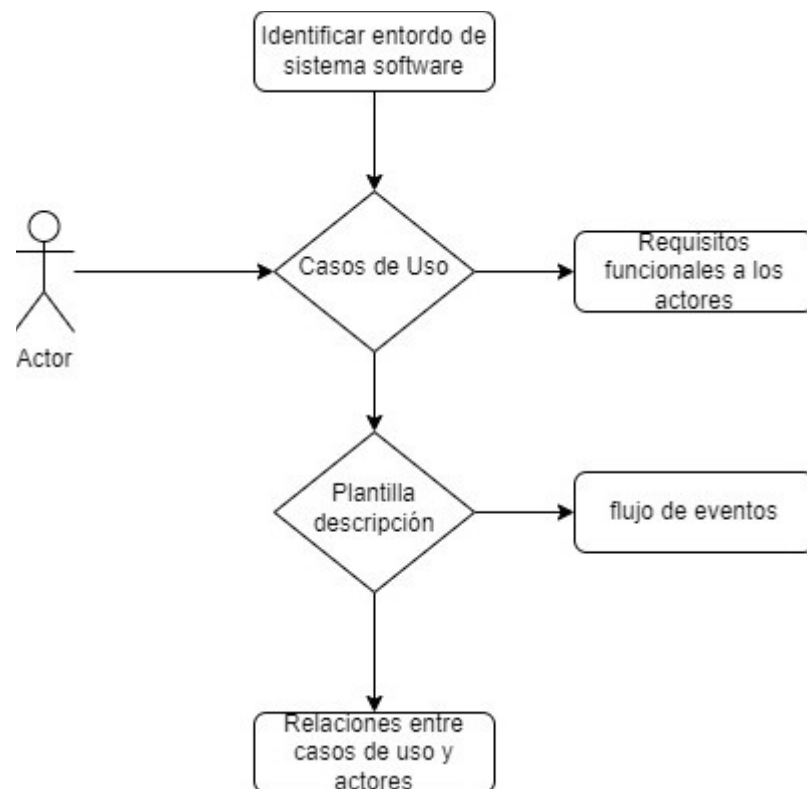 Identificar entordo de
sistema software
Casos de Uso
Requisitos
funcionales a los
actores
Actor
Plantilla
descripción
flujo de eventos
Relaciones entre
casos de uso y
actores